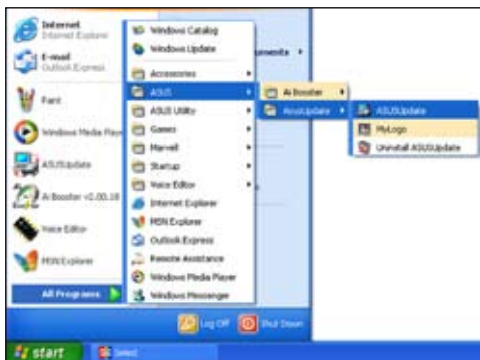 Internet
Internet Explorer
E-mail
Outlook Express
Paint
Windows Media Play
ASUSUpdate
Ai Booster v2.00.18
Voice Editor
MSN Explorer
All Programs
Windows Catalog
Windows Update
Accessories
ASUS
ASUS Utility
Games
Marvell
Startup
Voice Editor
Internet Explorer
MSN Explorer
Outlook Express
Remote Assistance
Windows Media Player
Windows Messenger
uments
Ai Booster
AsusUpdate
ASUSUpdate
MyLogo
Uninstall ASUSUpdate
Log Off
Shut Down
start